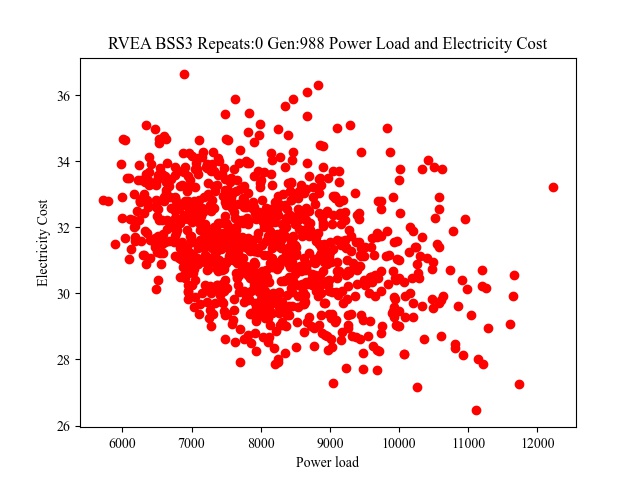 RVEA BSS3 Repeats:0 Gen:988 Power Load and Electricity Cost
Electricity Cost
36
34
32
30
28
26
6000 7000 8000 9000 10000 11000 12000
Power load